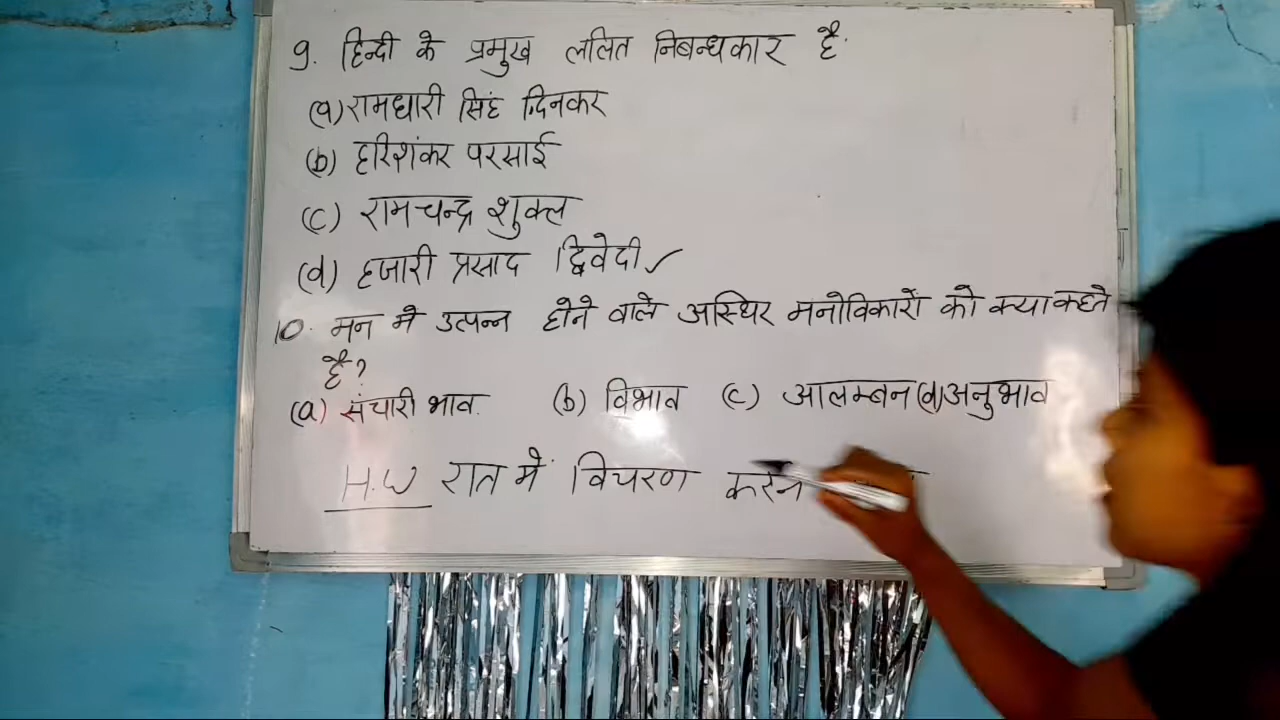 9. हिन्दी के प्रमुख ललित निबन्धकार है.
(a) रामधारी सिंह दिनकर
(b) हरिशंकर परसाई
(c) रामचन्द्र शुक्ल
(d) हजारी प्रसाद द्विवेदी ✓
10. मन मे उत्पन्न होने वाले अस्थिर मनोविकारों को क्या कहते
है?
(a) संचारी भाव. (b) विभाव (c) आलम्बन (d) अनुभाव
H.W रात में विचरण करने